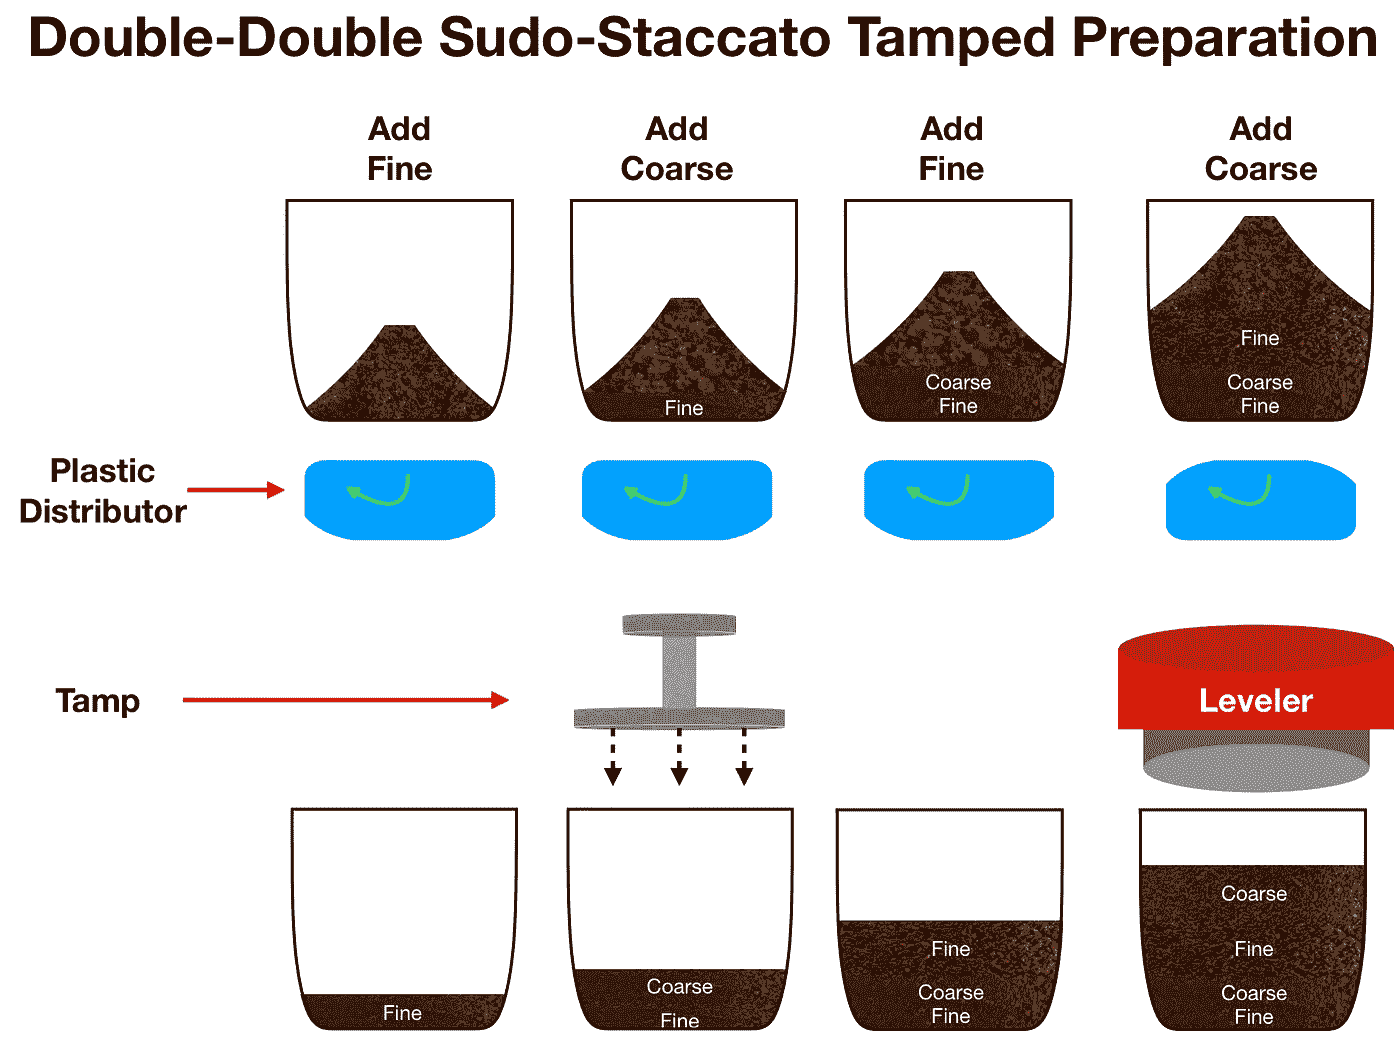 Double-Double Sudo-Staccato Tamped Preparation
Add
Fine
Add
Coarse
Add
Fine
Add
Coarse
Fine
Coarse
Fine
Fine
Coarse
Fine
Plastic
Distributor
Tamp
Leveler
Fine
Coarse
Fine
Fine
Coarse
Fine
Coarse
Fine
Coarse
Fine